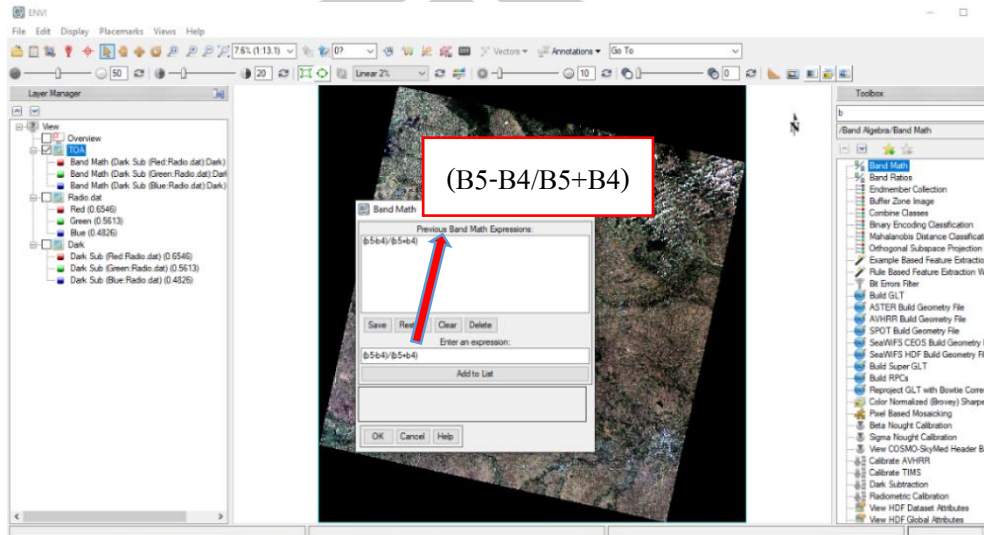 ENVI
File Edit Display Placemarks Views Help
7.6% (1:13.1) 0? Vectors Annotations Go To
50 20 Linear 2% 10 0
Layer Manager
View
Overview
TOA
Band Math (Dark Sub (Red:Radio.dat):Dark)
Band Math (Dark Sub (Green:Radio.dat):Dark
Band Math (Dark Sub (Blue:Radio.dat):Dark)
Radio.dat
Red (0.6546)
Green (0.5613)
Blue (0.4826)
Dark
Dark Sub (Red:Radio.dat) (0.6546)
Dark Sub (Green:Radio.dat) (0.5613)
Dark Sub (Blue:Radio.dat) (0.4826)
N
(B5-B4/B5+B4)
Band Math
Previous Band Math Expressions:
(b5-b4)/(b5+b4)
Save Clear Delete
Enter an expression:
(b5-b4)/(b5+b4)
Add to List
OK Cancel Help
Toolbox
b
/Band Algebra/Band Math
Band Math
Band Ratios
Endmember Collection
Buffer Zone Image
Combine Classes
Binary Encoding Classification
Mahalanobis Distance Classificat
Orthogonal Subspace Projection
Example Based Feature Extractio
Rule Based Feature Extraction W
Bit Errors Filter
Build GLT
ASTER Build Geometry File
AVHRR Build Geometry File
SPOT Build Geometry File
SeaWiFS CEOS Build Geometry
SeaWiFS HDF Build Geometry Fi
Build Super GLT
Build RPCs
Reproject GLT with Bowtie Corre
Color Normalized (Brovey) Sharpe
Pixel Based Mosaicking
Beta Nought Calibration
Sigma Nought Calibration
View COSMO-SkyMed Header B
Calibrate AVHRR
Calibrate TIMS
Dark Subtraction
Radiometric Calibration
View HDF Dataset Attributes
View HDF Global Attributes